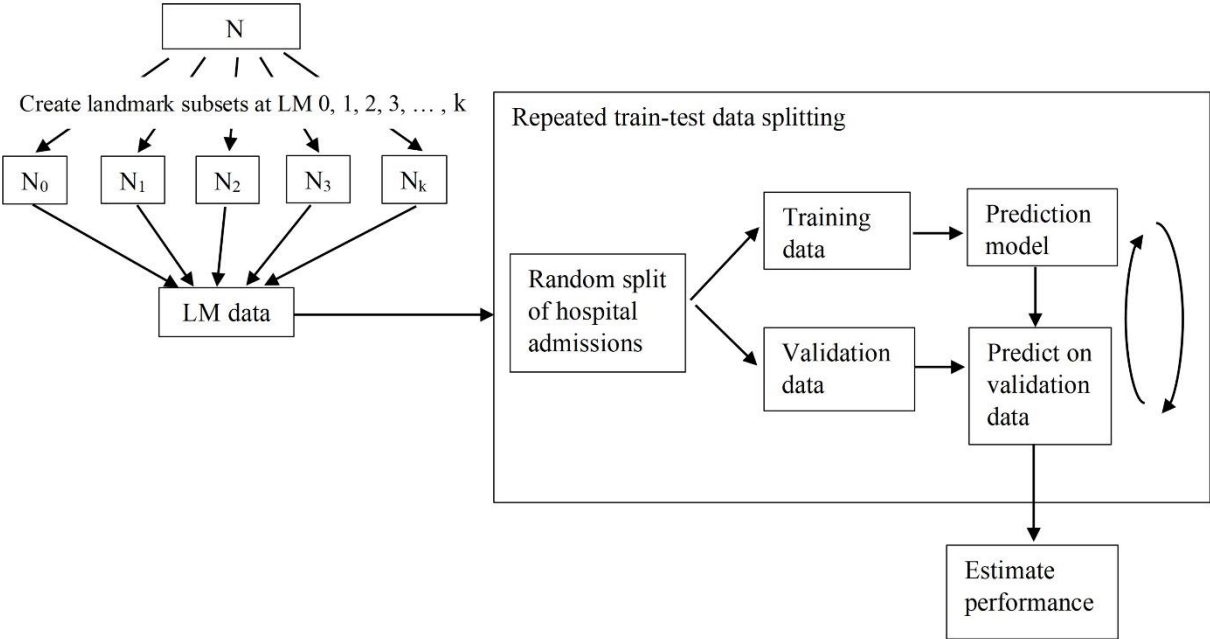 N
Create landmark subsets at LM 0, 1, 2, 3, … , k
N₀
N₁
N₂
N₃
Nₖ
LM data
Repeated train-test data splitting
Random split
of hospital
admissions
Training
data
Prediction
model
Validation
data
Predict on
validation
data
Estimate
performance